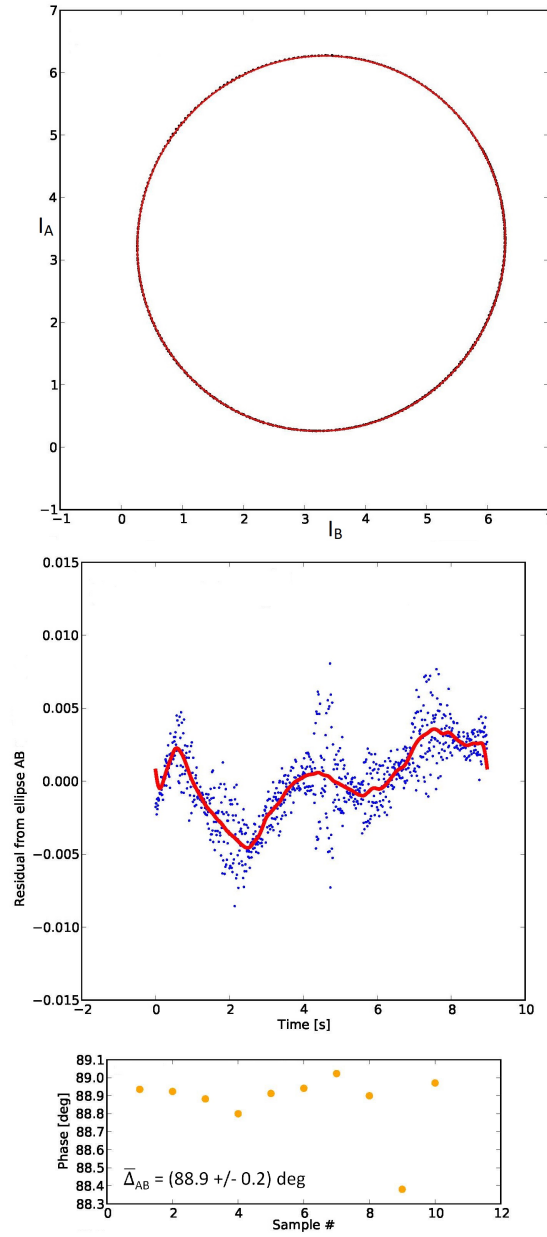 7
6
5
4
I_A
3
2
1
0
−1
−1 0 1 2 3 4 5 6 7
I_B
0.015
0.010
0.005
0.000
−0.005
−0.010
−0.015
Residual from ellipse AB
−2 0 2 4 6 8 10
Time [s]
89.1
89.0
88.9
88.8
88.7
88.6
88.5
88.4
88.3
Phase [deg]
Δ̅_AB = (88.9 +/- 0.2) deg
0 2 4 6 8 10 12
Sample #